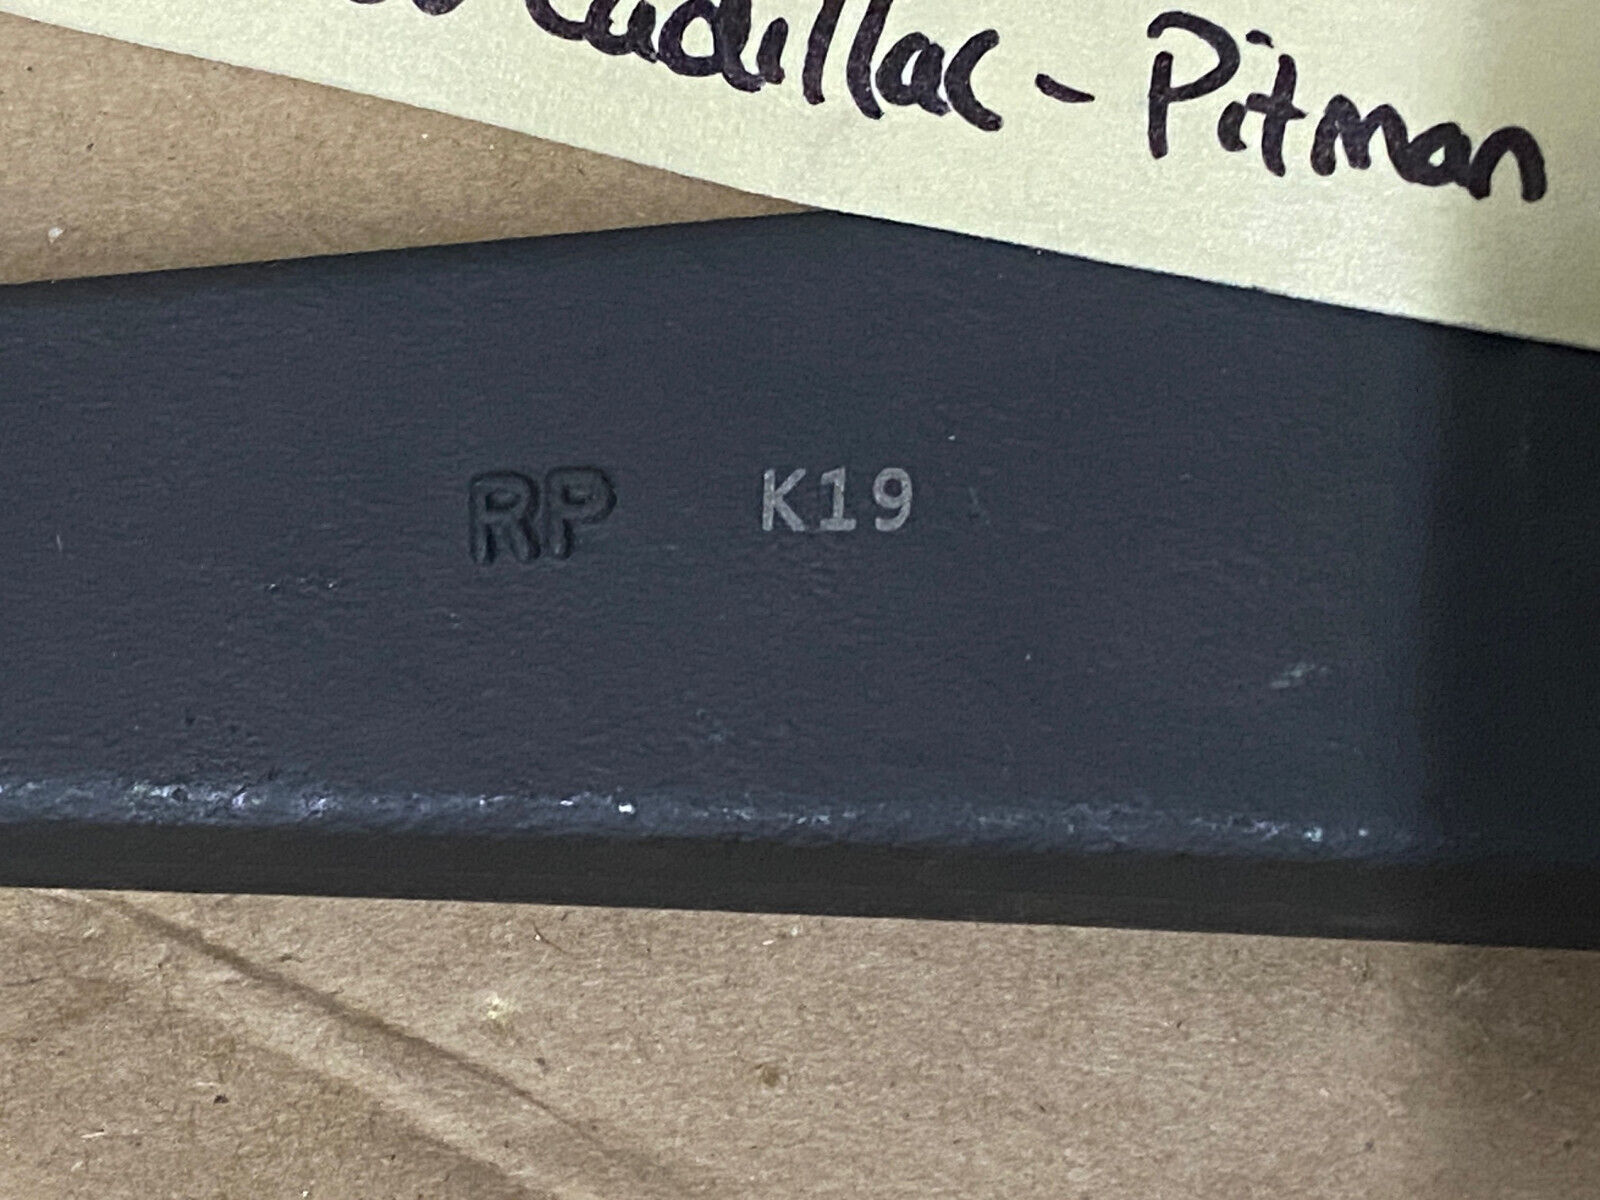 Cadillac - Pitman
RP K19